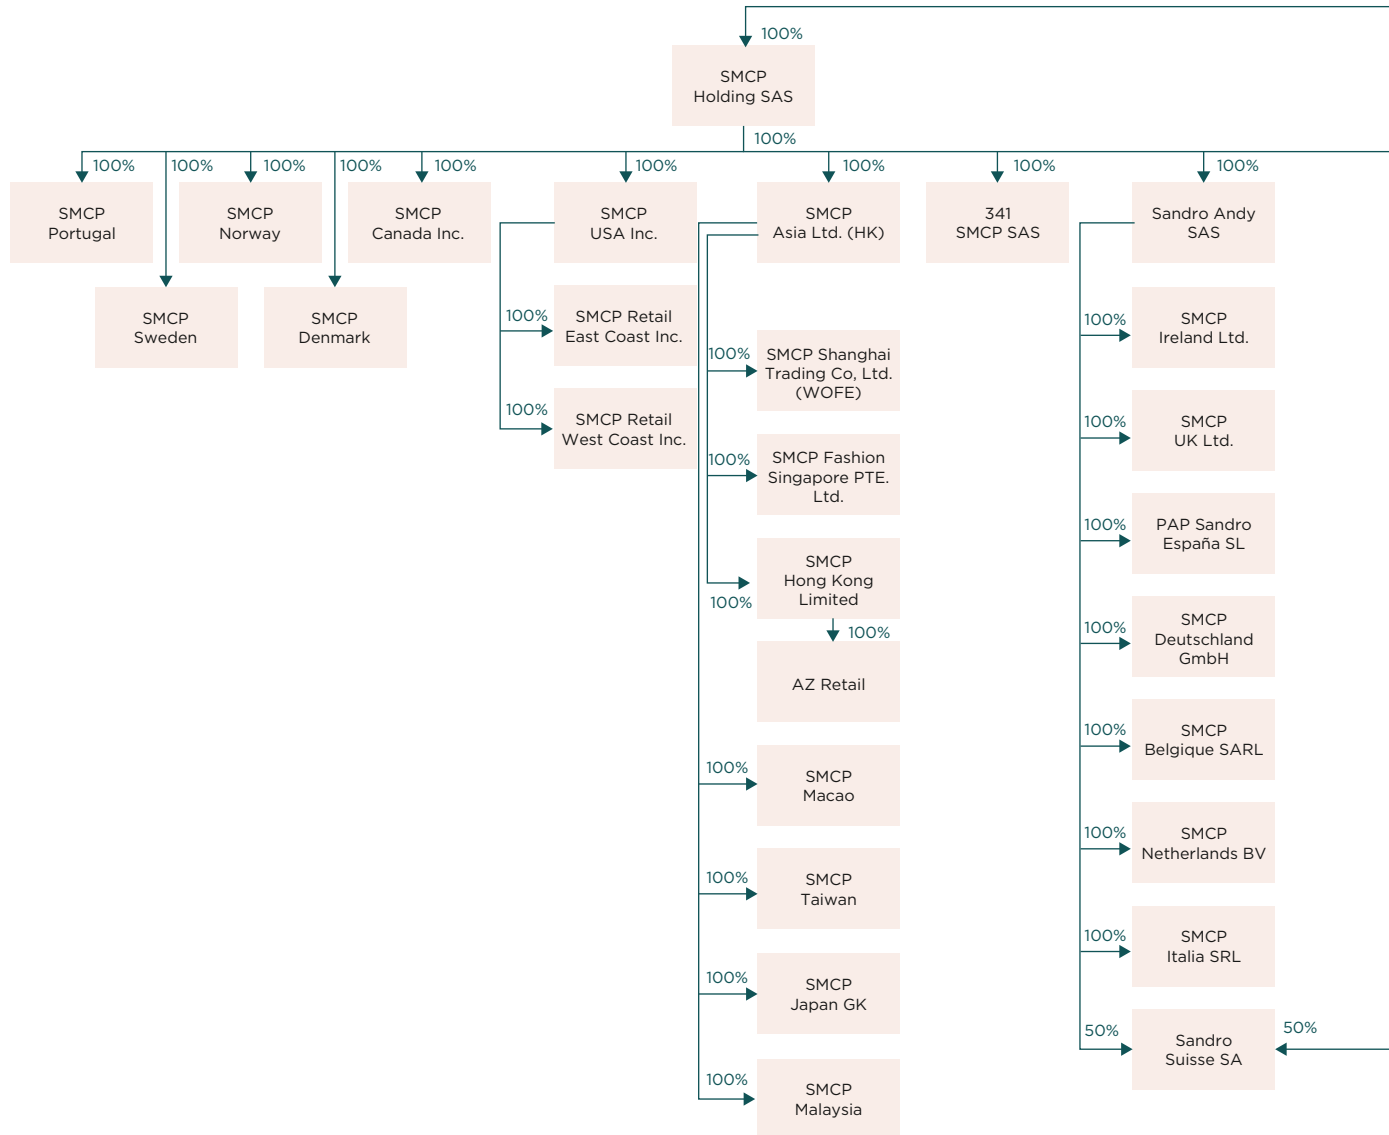 100%
SMCP
Holding SAS
100%
100%
100%
100%
100%
100%
100%
100%
100%
100%
SMCP
Portugal
SMCP
Norway
SMCP
Canada Inc.
SMCP
USA Inc.
SMCP
Asia Ltd. (HK)
341
SMCP SAS
Sandro Andy
SAS
SMCP
Sweden
SMCP
Denmark
100%
SMCP Retail
East Coast Inc.
100%
SMCP Retail
West Coast Inc.
100%
SMCP Shanghai
Trading Co, Ltd.
(WOFE)
100%
SMCP Fashion
Singapore PTE.
Ltd.
100%
SMCP
Hong Kong
Limited
100%
AZ Retail
100%
SMCP
Macao
100%
SMCP
Taiwan
100%
SMCP
Japan GK
100%
SMCP
Malaysia
100%
SMCP
Ireland Ltd.
100%
SMCP
UK Ltd.
100%
PAP Sandro
España SL
100%
SMCP
Deutschland
GmbH
100%
SMCP
Belgique SARL
100%
SMCP
Netherlands BV
100%
SMCP
Italia SRL
50%
Sandro
Suisse SA
50%